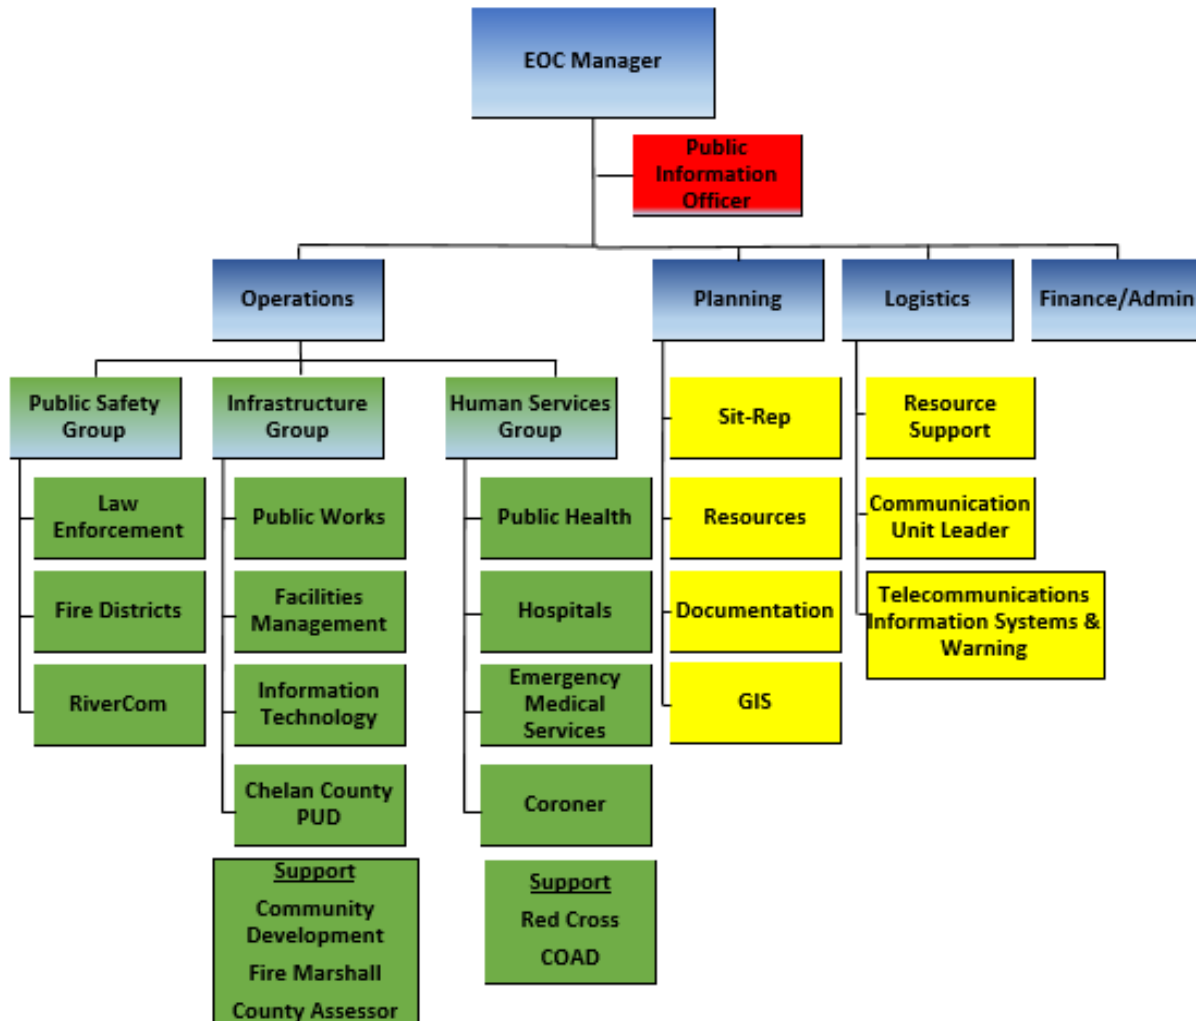 EOC Manager
Public
Information
Officer
Operations
Planning
Logistics
Finance/Admin
Public Safety
Group
Infrastructure
Group
Human Services
Group
Law
Enforcement
Fire Districts
RiverCom
Public Works
Facilities
Management
Information
Technology
Chelan County
PUD
Support
Community
Development
Fire Marshall
County Assessor
Public Health
Hospitals
Emergency
Medical
Services
Coroner
Support
Red Cross
COAD
Sit-Rep
Resources
Documentation
GIS
Resource
Support
Communication
Unit Leader
Telecommunications
Information Systems &
Warning